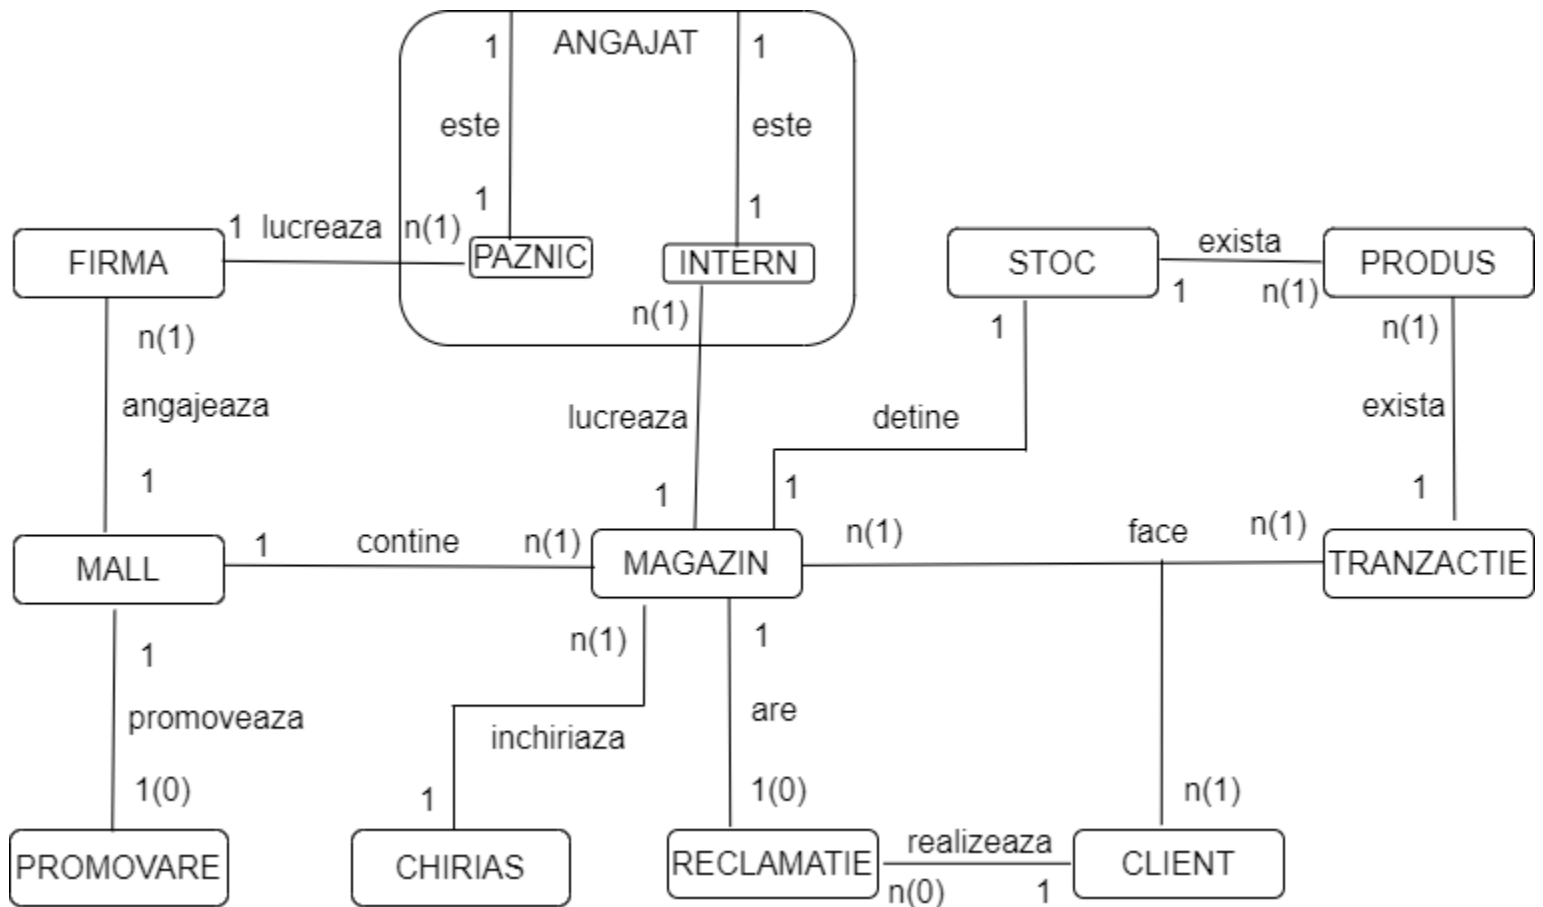 1 ANGAJAT 1
este este
1 1
1 lucreaza n(1)
FIRMA PAZNIC INTERN
STOC exista PRODUS
1 n(1)
n(1) n(1) 1 n(1)
angajeaza lucreaza detine exista
1 1 1 1
MALL 1 contine n(1) MAGAZIN n(1) face n(1) TRANZACTIE
1 n(1) 1
promoveaza inchiriaza are
1(0) 1 1(0) n(1)
PROMOVARE CHIRIAS RECLAMATIE realizeaza CLIENT
n(0) 1